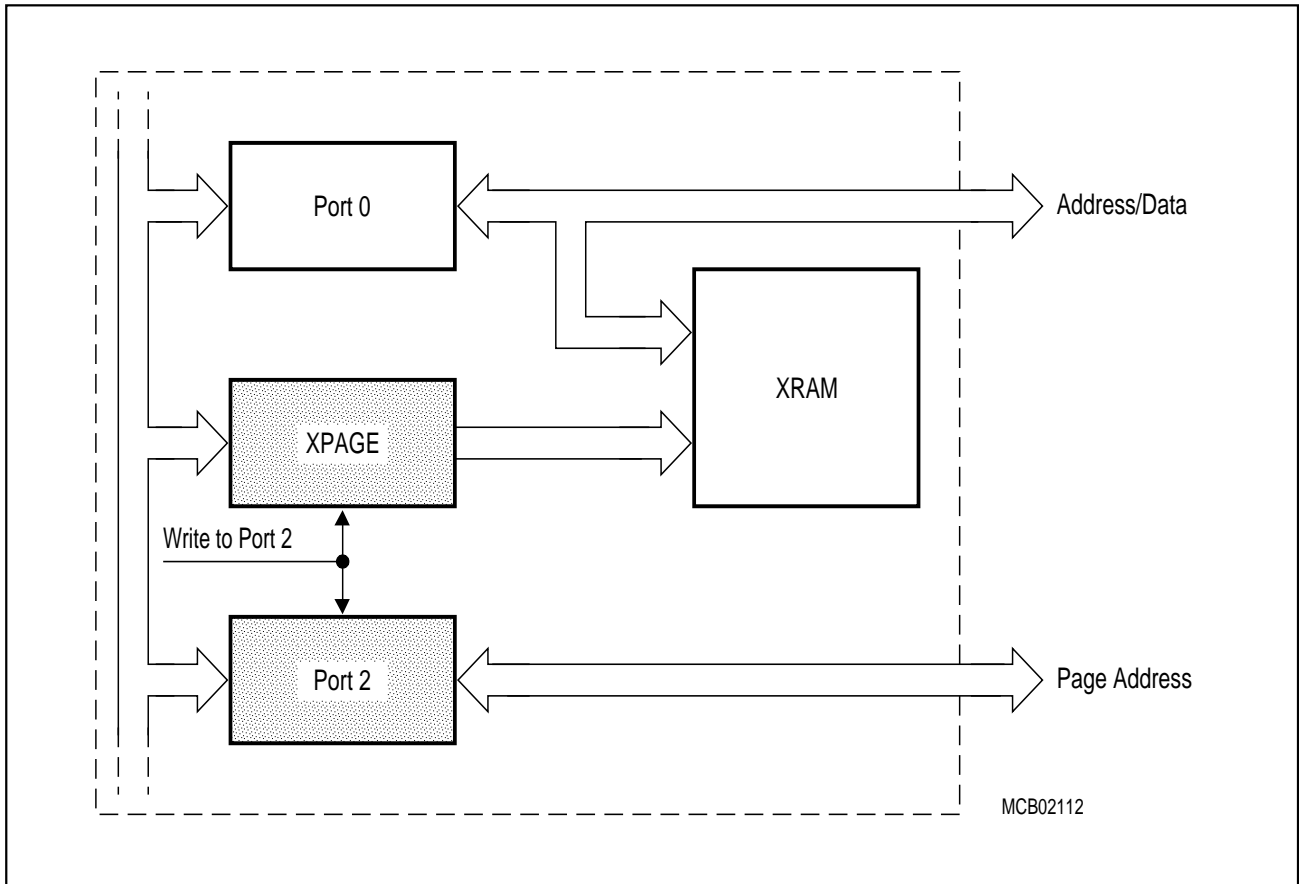 Port 0
Address/Data
XRAM
XPAGE
Write to Port 2
Port 2
Page Address
MCB02112